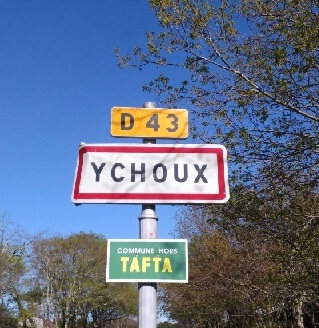 D 43
YCHOUX
COMMUNE HORS
TAFTA